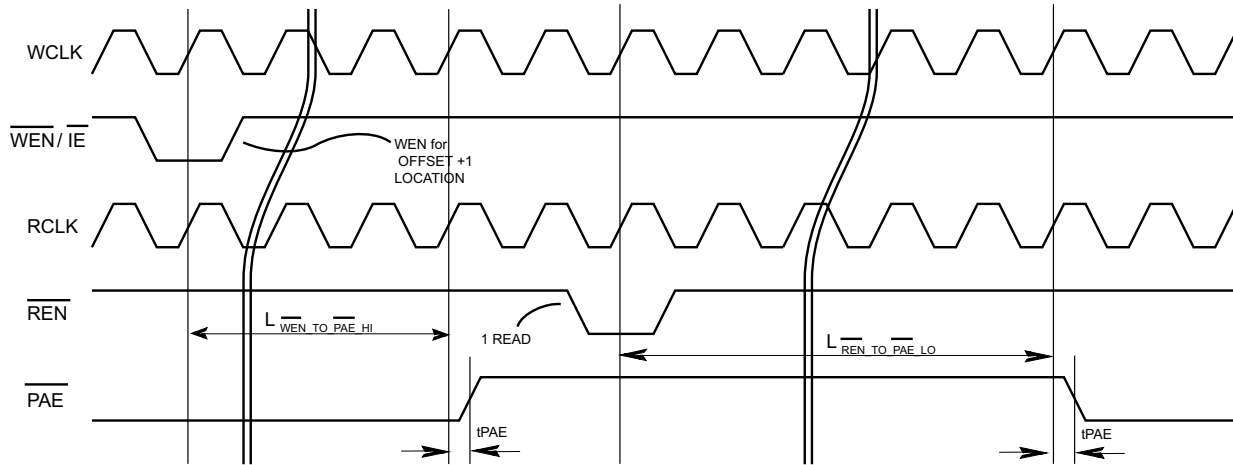 WCLK
WEN/ IE
WEN for
OFFSET +1
LOCATION
RCLK
REN
L WEN_TO_PAE_HI
1 READ
L REN_TO_PAE_LO
PAE
tPAE
tPAE